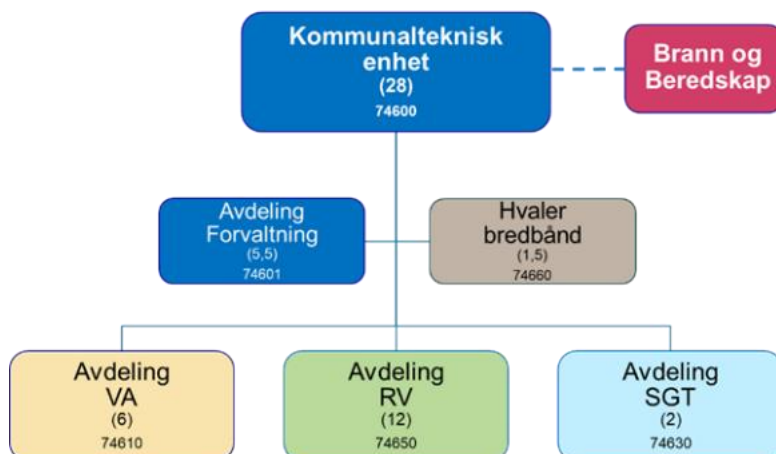 Kommunalteknisk
enhet
(28)
74600
Brann og
Beredskap
Avdeling
Forvaltning
(5,5)
74601
Hvaler
bredbånd
(1,5)
74660
Avdeling
VA
(6)
74610
Avdeling
RV
(12)
74650
Avdeling
SGT
(2)
74630